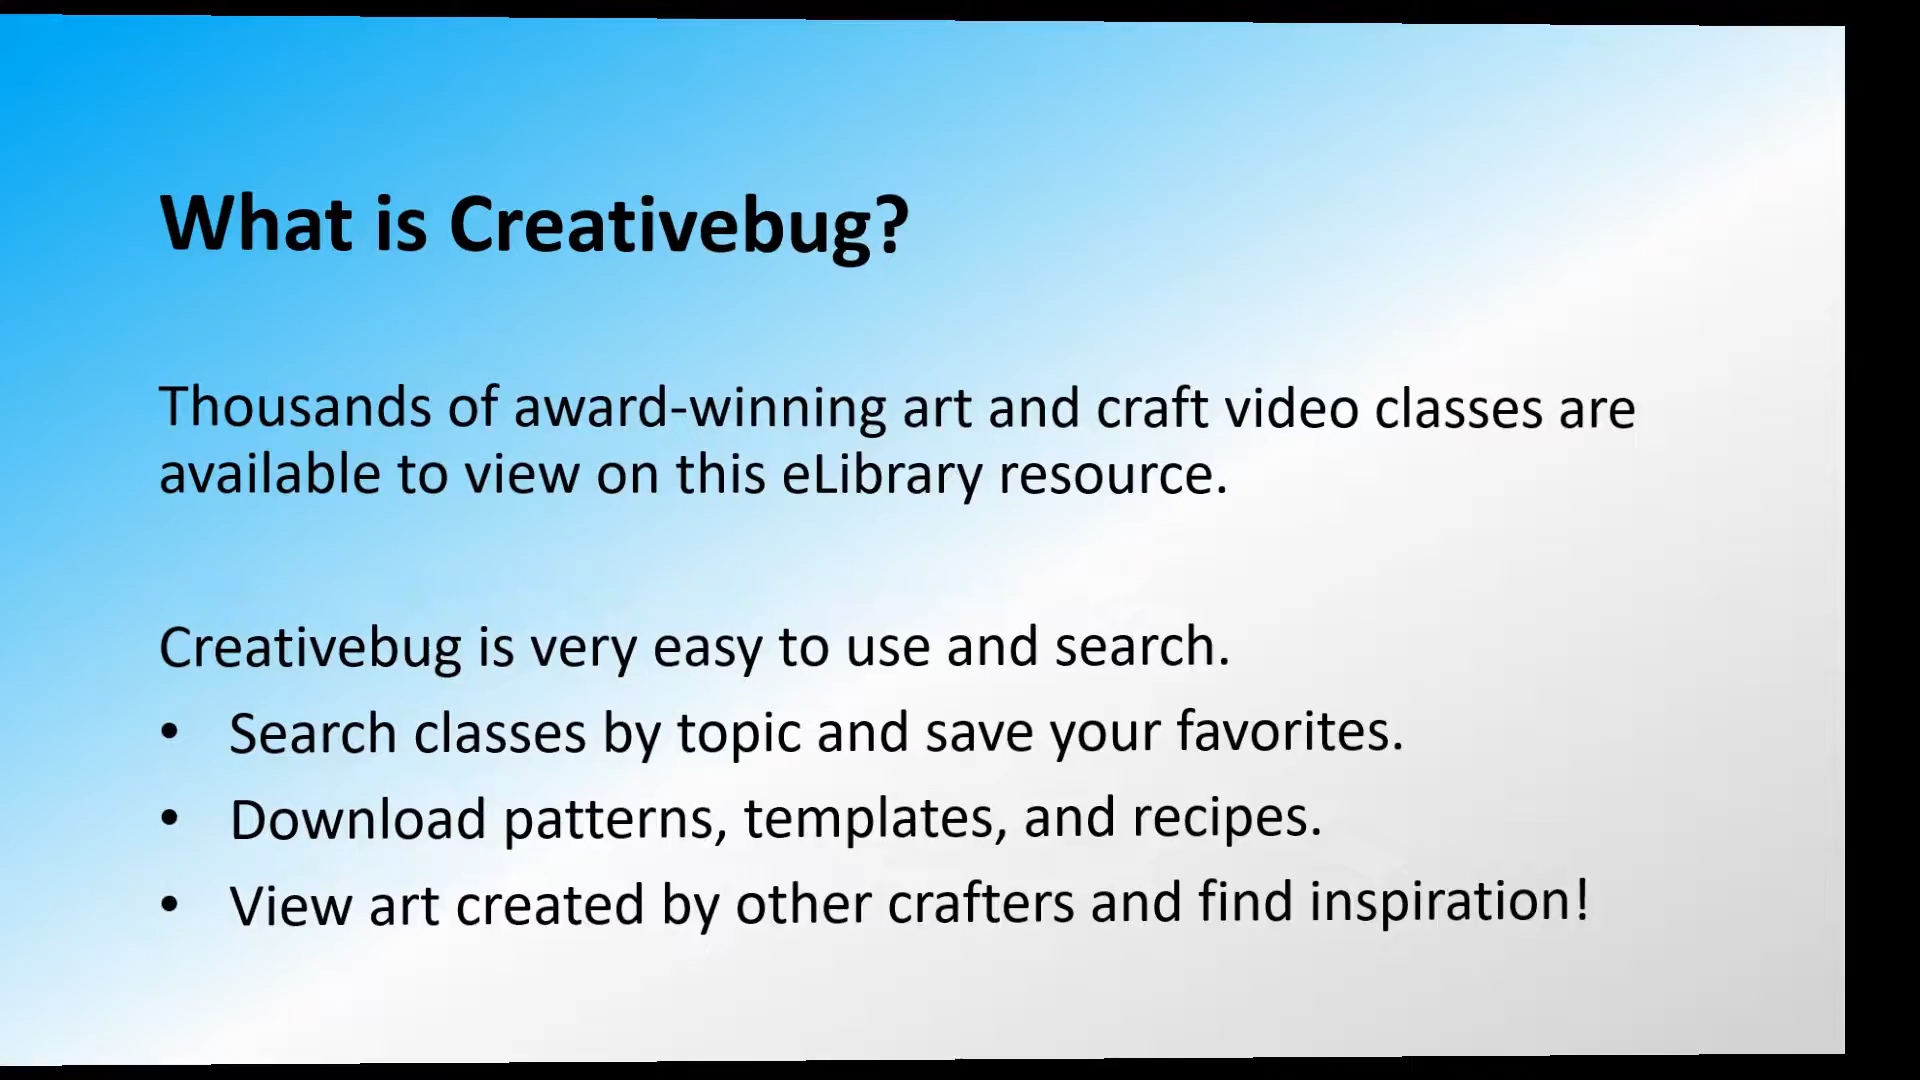 What is Creativebug?
Thousands of award-winning art and craft video classes are
available to view on this eLibrary resource.
Creativebug is very easy to use and search.
• Search classes by topic and save your favorites.
• Download patterns, templates, and recipes.
• View art created by other crafters and find inspiration!